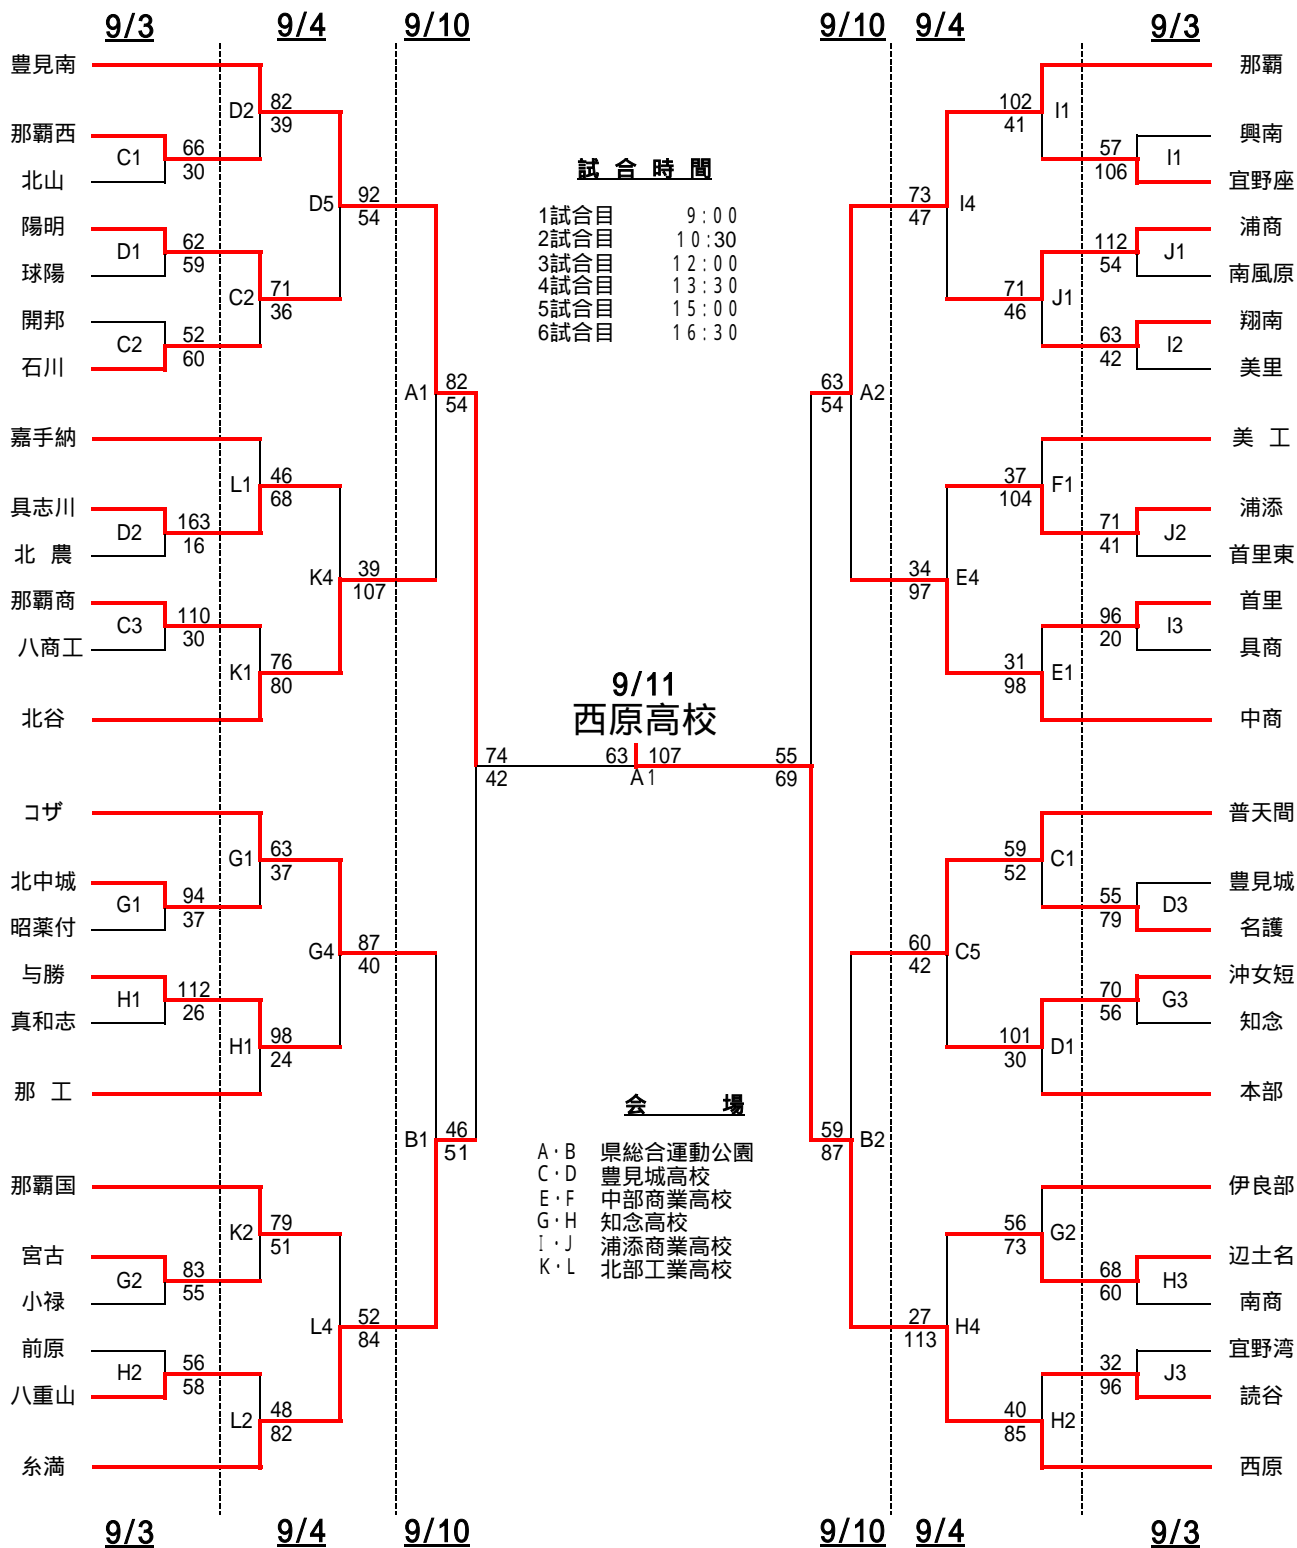 9/3 9/4 9/10 9/10 9/4 9/3
豊見南
D2 82
39
那覇西
C1 66
30
北山
D5 92
54
陽明
D1 62
59
球陽
C2 71
36
開邦
C2 52
60
石川
A1 82
54
嘉手納
L1 46
68
具志川
D2 163
16
北 農
K4 39
107
那覇商
C3 110
30
八商工
K1 76
80
北谷
74
42
コザ
G1 63
37
北中城
G1 94
37
昭薬付
G4 87
40
与勝
H1 112
26
真和志
H1 98
24
那 工
B1 46
51
那覇国
K2 79
51
宮古
G2 83
55
小禄
L4 52
84
前原
H2 56
58
八重山
L2 48
82
糸満
試 合 時 間
1試合目 9:00
2試合目 10:30
3試合目 12:00
4試合目 13:30
5試合目 15:00
6試合目 16:30
9/11
西原高校
63 107
A1
会 場
A・B 県総合運動公園
C・D 豊見城高校
E・F 中部商業高校
G・H 知念高校
I・J 浦添商業高校
K・L 北部工業高校
那覇
102 I1
41
興南
57 I1
106
宜野座
73 I4
47
浦商
112 J1
54
南風原
71 J1
46
翔南
63 I2
42
美里
63 A2
54
美 工
37 F1
104
浦添
71 J2
41
首里東
34 E4
97
首里
96 I3
20
具商
31 E1
98
中商
55
69
普天間
59 C1
52
豊見城
55 D3
79
名護
60 C5
42
沖女短
70 G3
56
知念
101 D1
30
本部
59 B2
87
伊良部
56 G2
73
辺土名
68 H3
60
南商
27 H4
113
宜野湾
32 J3
96
読谷
40 H2
85
西原
9/3 9/4 9/10 9/10 9/4 9/3